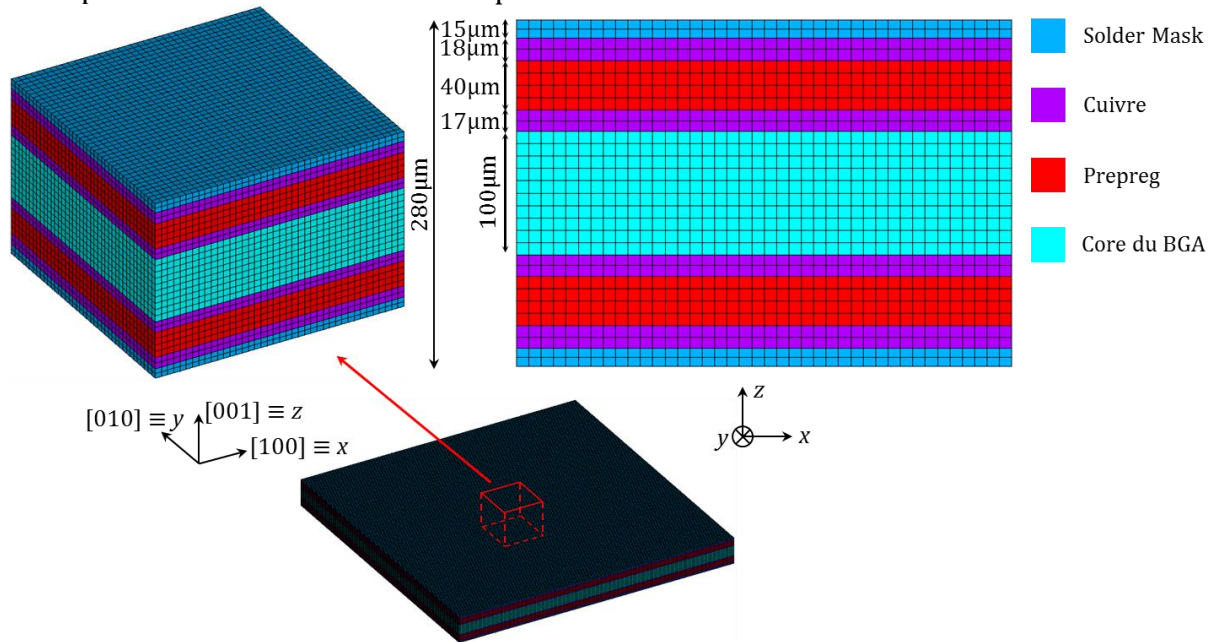 15μm
18μm
40μm
17μm
100μm
280μm
Solder Mask
Cuivre
Prepreg
Core du BGA
[010] ≡ y
[001] ≡ z
[100] ≡ x
z
y
x